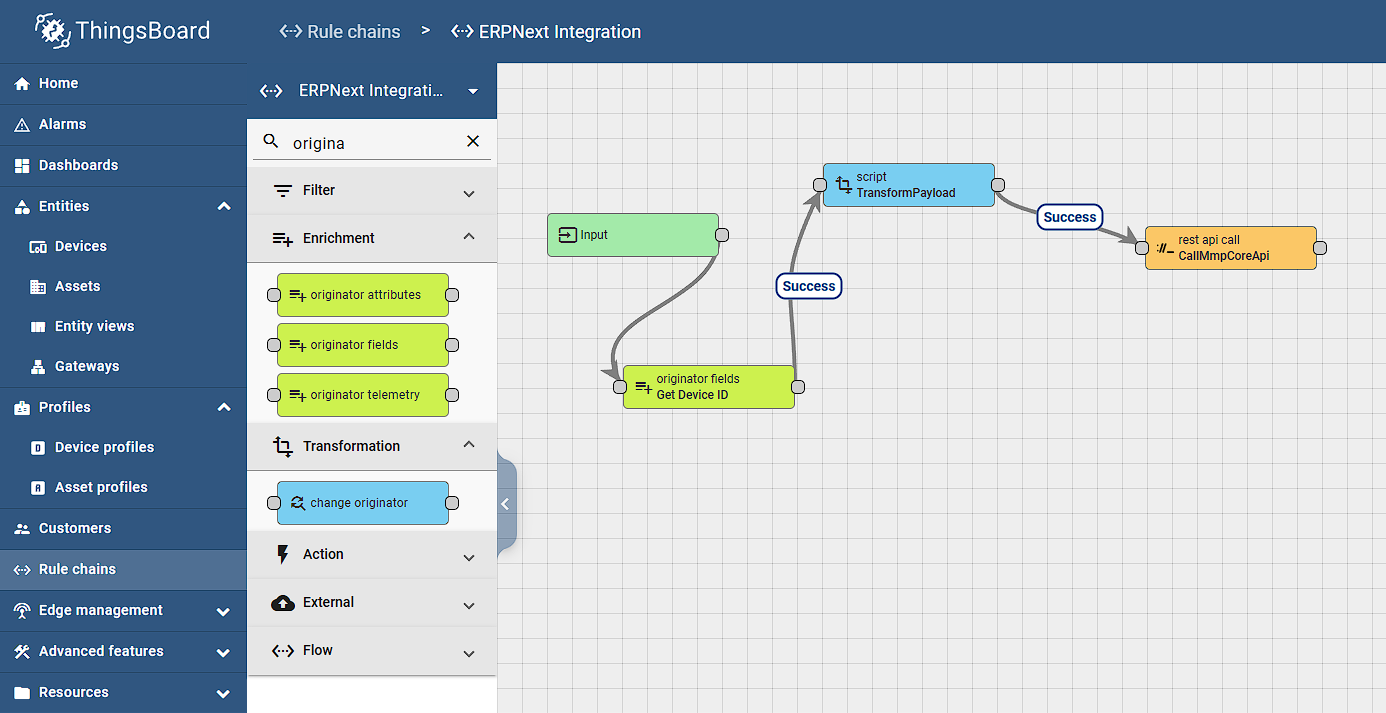 ThingsBoard
Rule chains > ERPNext Integration
Home
Alarms
Dashboards
Entities
Devices
Assets
Entity views
Gateways
Profiles
Device profiles
Asset profiles
Customers
Rule chains
Edge management
Advanced features
Resources
ERPNext Integrati...
origina
Filter
Enrichment
originator attributes
originator fields
originator telemetry
Transformation
change originator
Action
External
Flow
Input
originator fields
Get Device ID
Success
script
TransformPayload
Success
rest api call
CallMmpCoreApi